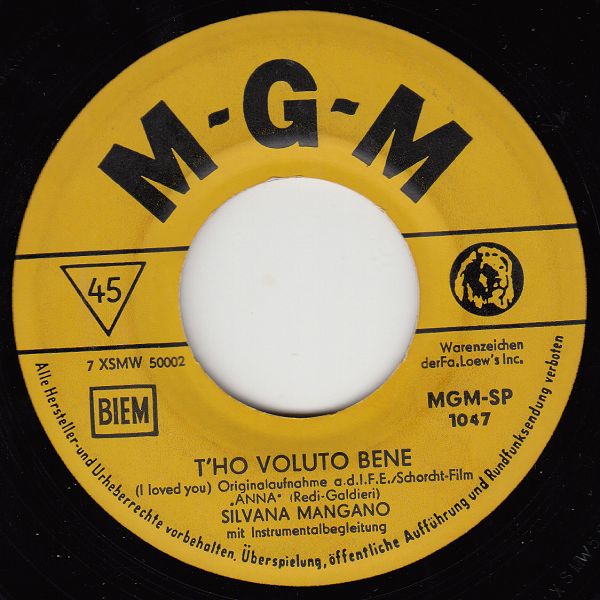 M-G-M
45
7 XSMW 50002
BIEM
Warenzeichen
derFa.Loew's Inc.
MGM-SP
1047
T'HO VOLUTO BENE
(I loved you) Originalaufnahme a.d.I.F.E./Schorcht-Film
„ANNA“ (Redi-Galdieri)
SILVANA MANGANO
mit Instrumentalbegleitung
Alle Hersteller-und Urheberrechte vorbehalten. Überspielung, öffentliche Aufführung und Rundfunksendung verboten